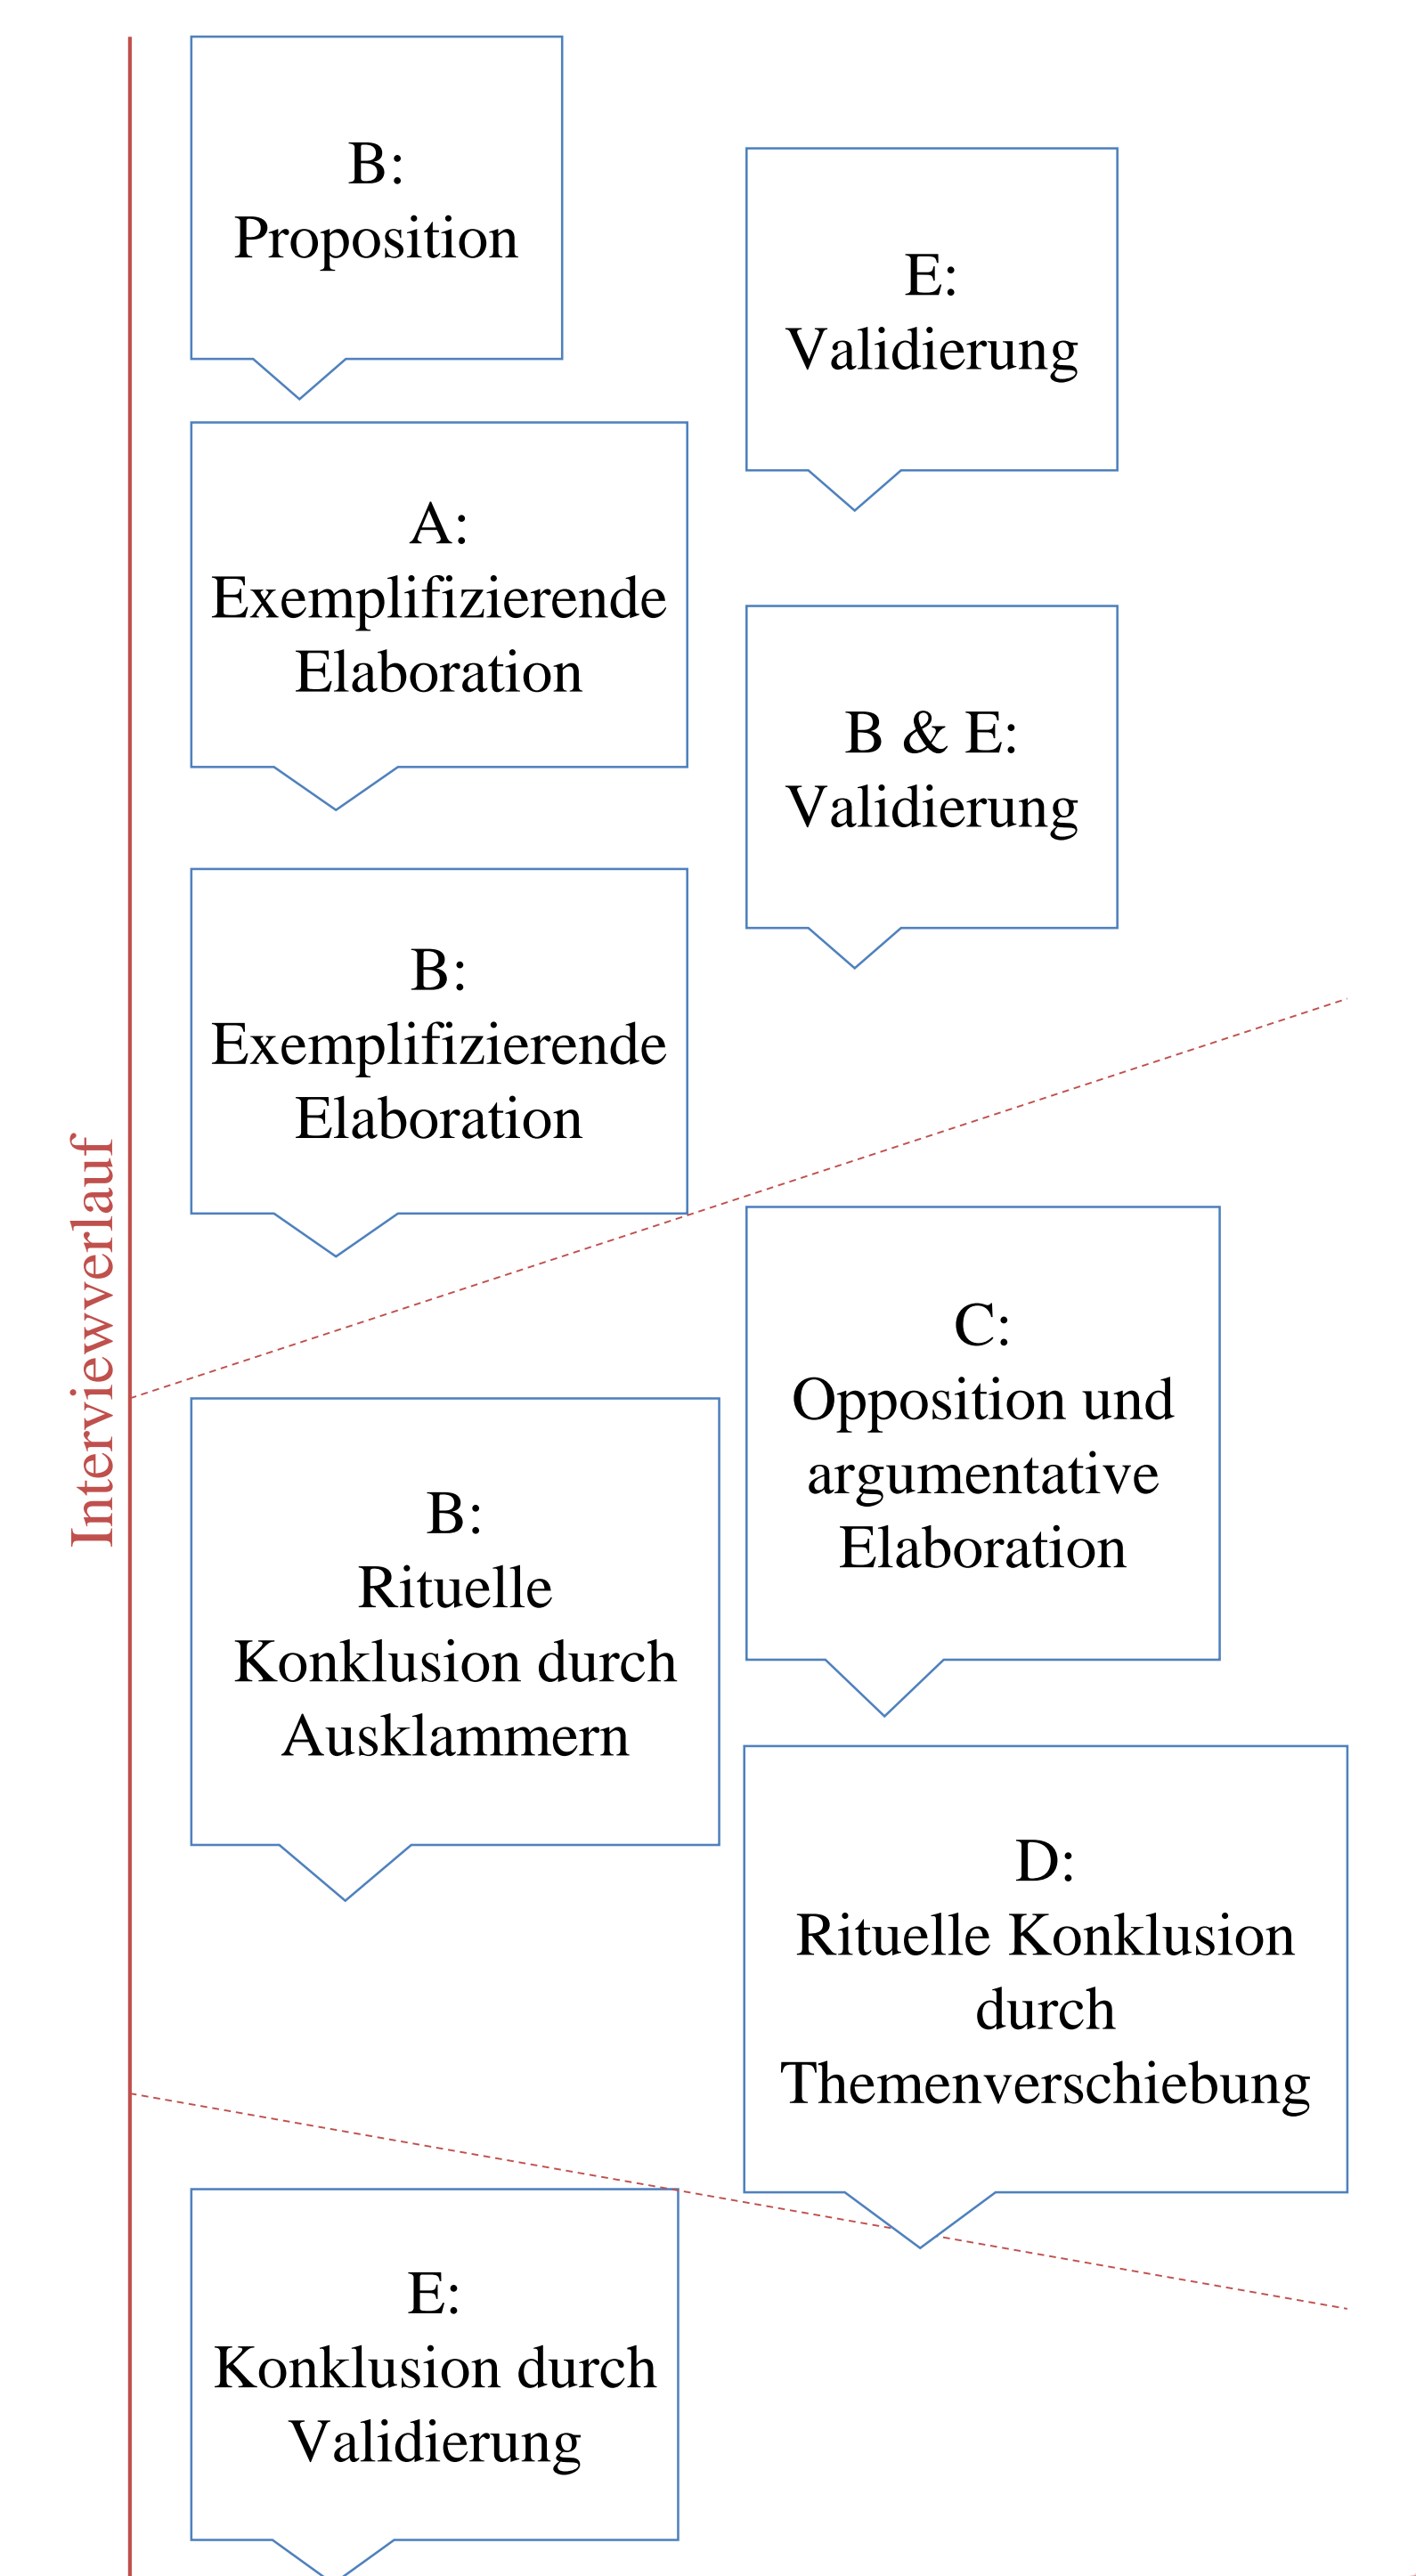 B:
Proposition
E:
Validierung
A:
Exemplifizierende
Elaboration
B & E:
Validierung
B:
Exemplifizierende
Elaboration
Interviewverlauf
C:
Opposition und
argumentative
Elaboration
B:
Rituelle
Konklusion durch
Ausklammern
D:
Rituelle Konklusion
durch
Themenverschiebung
E:
Konklusion durch
Validierung